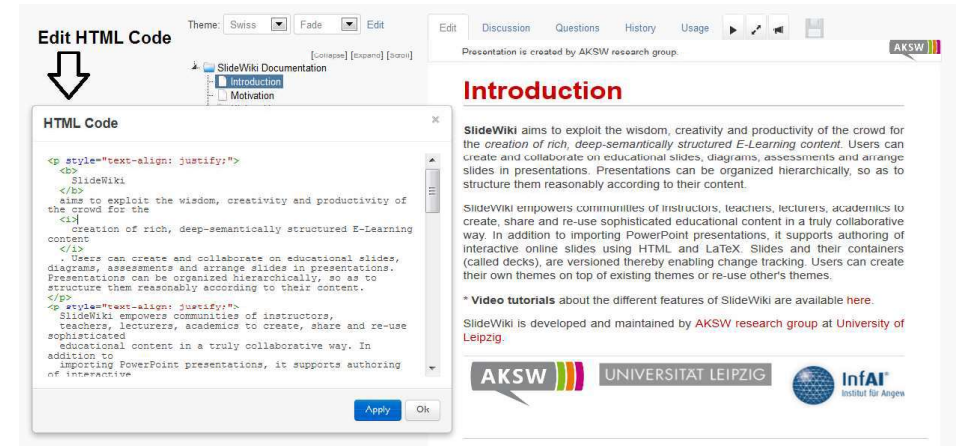 Theme: Swiss Fade Edit
Edit HTML Code
[Collapse] [Expand] [Scroll]
SlideWiki Documentation
Introduction
Motivation
HTML Code ×
<p style="text-align: justify;">
<b>
SlideWiki
</b>
aims to exploit the wisdom, creativity and productivity of
the crowd for the
<i>
creation of rich, deep-semantically structured E-Learning
content
</i>
. Users can create and collaborate on educational slides,
diagrams, assessments and arrange slides in presentations.
Presentations can be organized hierarchically, so as to
structure them reasonably according to their content.
</p>
<p style="text-align: justify;">
SlideWiki empowers communities of instructors,
teachers, lecturers, academics to create, share and re-use
sophisticated
educational content in a truly collaborative way. In
addition to
importing PowerPoint presentations, it supports authoring
of interactive
Apply Ok
Edit Discussion Questions History Usage
Presentation is created by AKSW research group.
AKSW
Introduction
SlideWiki aims to exploit the wisdom, creativity and productivity of the crowd for
the creation of rich, deep-semantically structured E-Learning content. Users can
create and collaborate on educational slides, diagrams, assessments and arrange
slides in presentations. Presentations can be organized hierarchically, so as to
structure them reasonably according to their content.
SlideWiki empowers communities of instructors, teachers, lecturers, academics to
create, share and re-use sophisticated educational content in a truly collaborative
way. In addition to importing PowerPoint presentations, it supports authoring of
interactive online slides using HTML and LaTeX. Slides and their containers
(called decks), are versioned thereby enabling change tracking. Users can create
their own themes on top of existing themes or re-use other's themes.
* Video tutorials about the different features of SlideWiki are available here.
SlideWiki is developed and maintained by AKSW research group at University of
Leipzig.
AKSW
UNIVERSITÄT LEIPZIG
InfAI
Institut für Angew